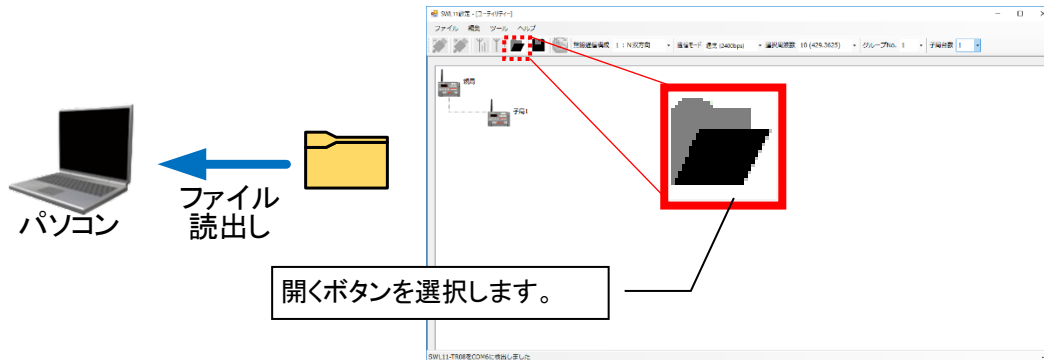 SWL11設定 - [ユーティリティー]
ファイル 編集 ツール ヘルプ
無線通信構成 1：N双方向 通信モード 速度(2400bps) 選択周波数 10 (429.3625) グループNo. 1 子局台数 1
親局
子局1
パソコン
ファイル
読出し
開くボタンを選択します。
SWL11-TR08をCOM6に検出しました